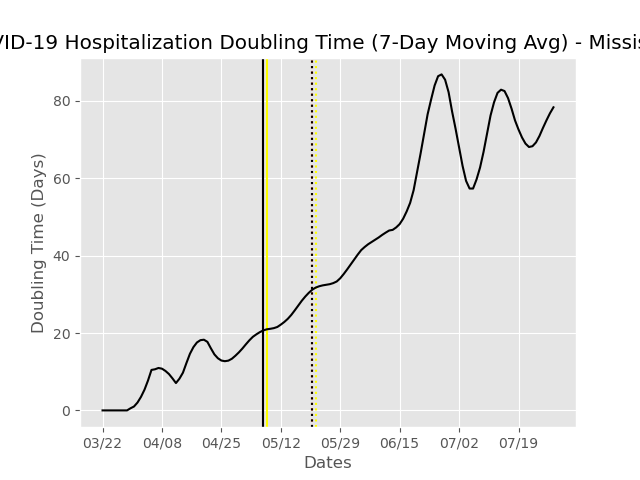 VID-19 Hospitalization Doubling Time (7-Day Moving Avg) - Missis
Doubling Time (Days)
80
60
40
20
0
03/22 04/08 04/25 05/12 05/29 06/15 07/02 07/19
Dates